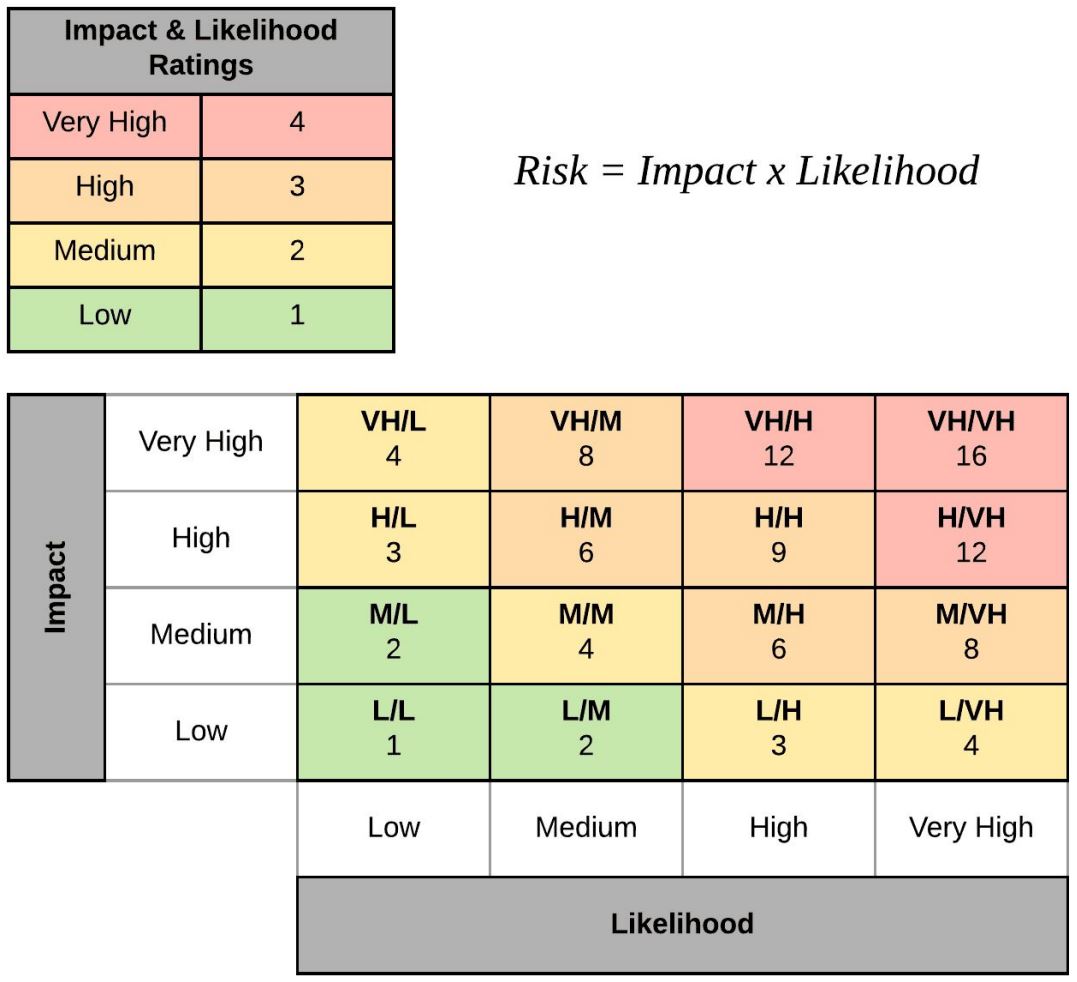 Impact & Likelihood
Ratings
Very High 4
High 3
Medium 2
Low 1
Risk = Impact x Likelihood
Impact
Very High
VH/L VH/M VH/H VH/VH
4 8 12 16
High
H/L H/M H/H H/VH
3 6 9 12
Medium
M/L M/M M/H M/VH
2 4 6 8
Low
L/L L/M L/H L/VH
1 2 3 4
Low Medium High Very High
Likelihood